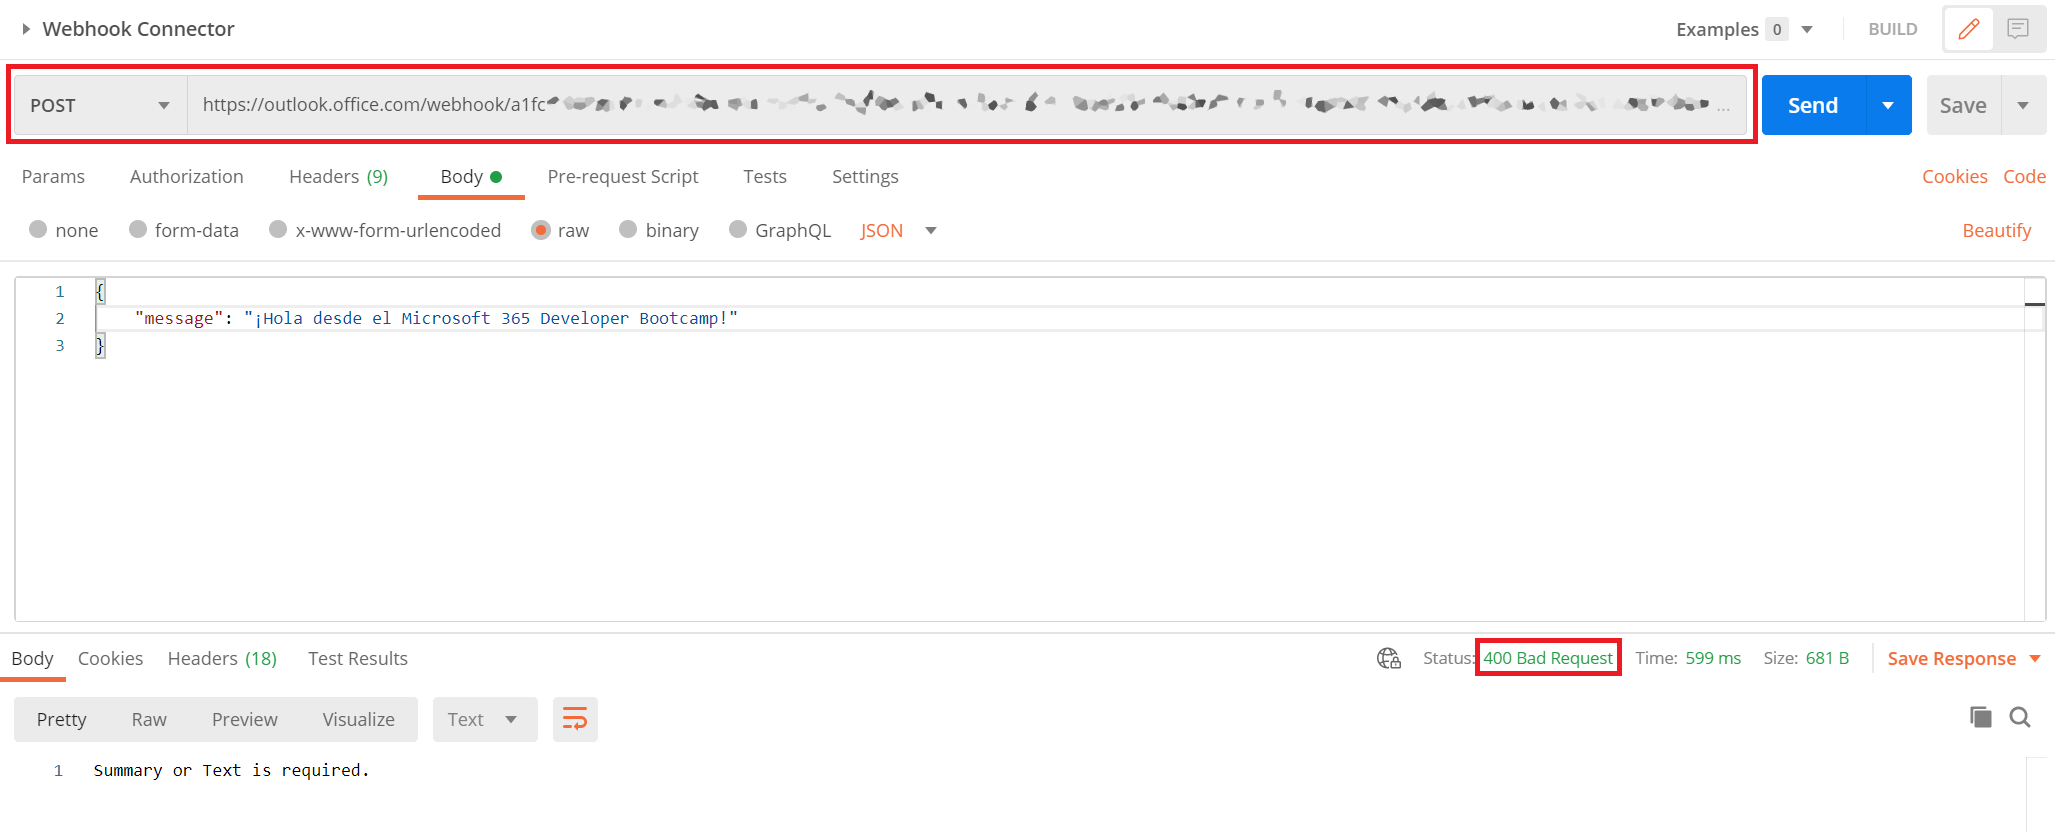 Webhook Connector
Examples 0 BUILD
POST https://outlook.office.com/webhook/a1fc ... Send Save
Params Authorization Headers (9) Body Pre-request Script Tests Settings Cookies Code
none form-data x-www-form-urlencoded raw binary GraphQL JSON Beautify
1 {
2 "message": "¡Hola desde el Microsoft 365 Developer Bootcamp!"
3 }
Body Cookies Headers (18) Test Results Status: 400 Bad Request Time: 599 ms Size: 681 B Save Response
Pretty Raw Preview Visualize Text
1 Summary or Text is required.